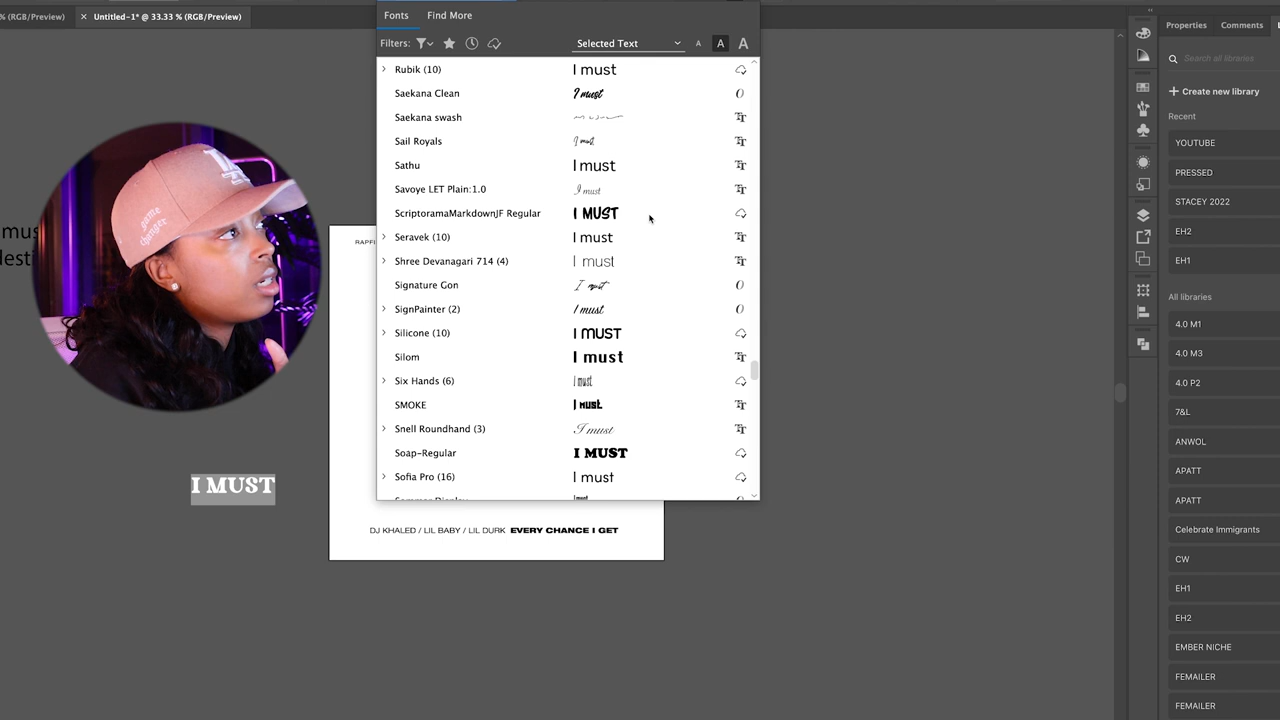 % (RGB/Preview)
× Untitled-1* @ 33.33 % (RGB/Preview)
Fonts
Find More
Filters:
Selected Text
A A A
Rubik (10) I must
Saekana Clean I must
Saekana swash
Sail Royals I must
Sathu I must
Savoye LET Plain:1.0 I must
ScriptoramaMarkdownJF Regular I MUST
Seravek (10) I must
Shree Devanagari 714 (4) I must
Signature Gon I must
SignPainter (2) I must
Silicone (10) I MUST
Silom I must
Six Hands (6) I must
SMOKE I MUST
Snell Roundhand (3) I must
Soap-Regular I MUST
Sofia Pro (16) I must
game
changer
LA
I MUST
DJ KHALED / LIL BABY / LIL DURK EVERY CHANCE I GET
Properties
Comments
Search all libraries
+ Create new library
Recent
YOUTUBE
PRESSED
STACEY 2022
EH2
EH1
All libraries
4.0 M1
4.0 M3
4.0 P2
7&L
ANWOL
APATT
APATT
Celebrate Immigrants
CW
EH1
EH2
EMBER NICHE
FEMAILER
FEMAILER